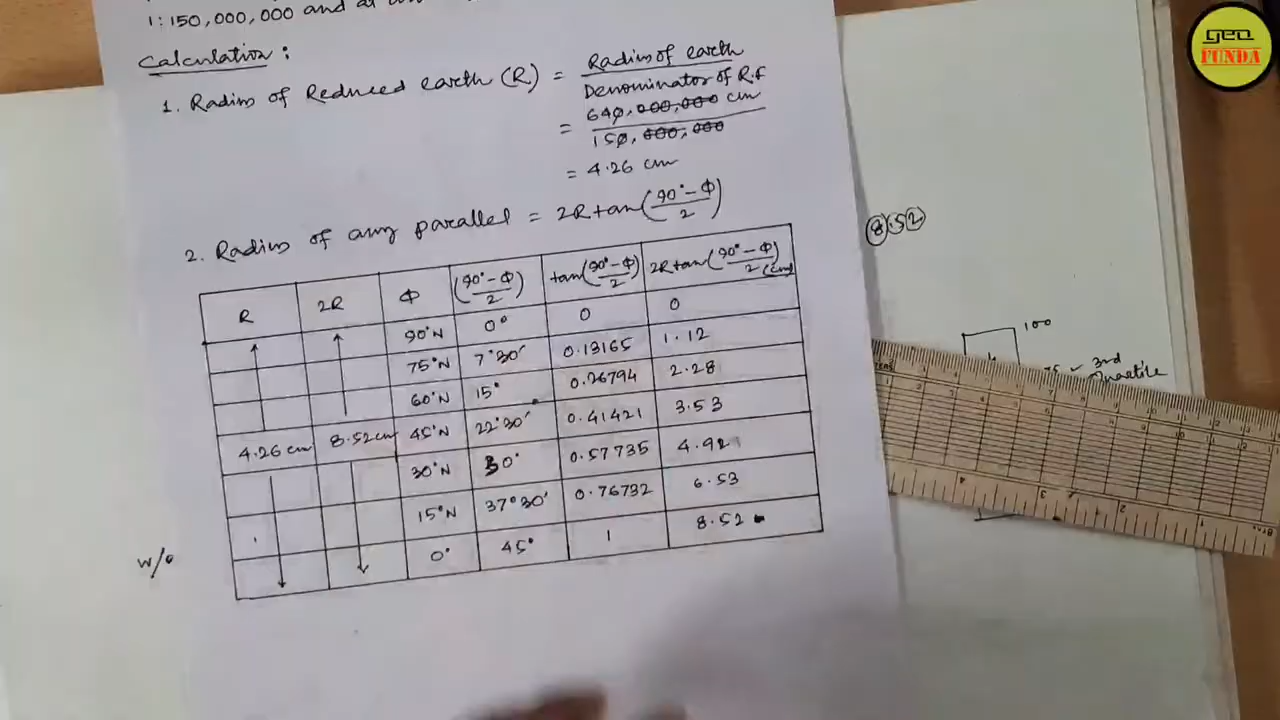 1:150,000,000 and at an
Calculation :
1. Radius of Reduced earth (R) = Radius of earth / Denominator of R.F
= 640,000,000 cm / 150,000,000
= 4.26 cm
2. Radius of any parallel = 2R tan (90°-Φ / 2)
R 2R Φ (90°-Φ / 2) tan (90°-Φ / 2) 2R tan (90°-Φ / 2) (cm)
90°N 0° 0 0
75°N 7°30′ 0.13165 1.12
60°N 15° 0.26794 2.28
4.26 cm 8.52 cm 45°N 22°30′ 0.41421 3.53
30°N 30° 0.57735 4.92
15°N 37°30′ 0.76732 6.53
0° 45° 1 8.52
w/o
8.52
100
3rd
Quartile
geo
FUNDA